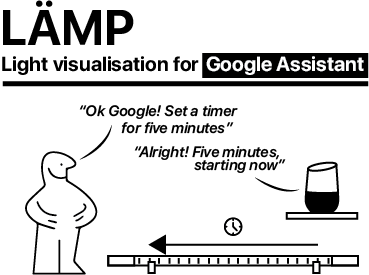 LÄMP
Light visualisation for Google Assistant
“Ok Google! Set a timer
for five minutes”
“Alright! Five minutes,
starting now”